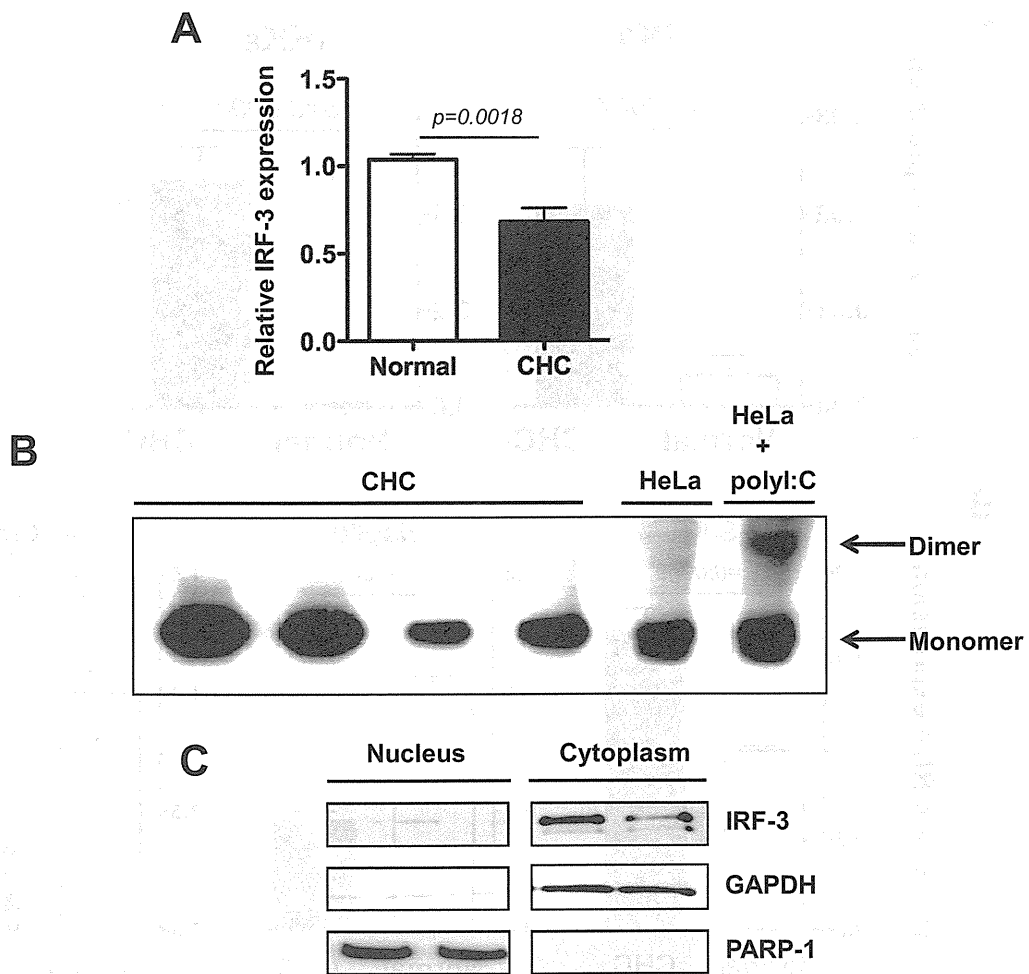 A
Relative IRF-3 expression
1.5
1.0
0.5
0.0
p=0.0018
Normal CHC
B
CHC HeLa HeLa + polyI:C
Dimer
Monomer
C
Nucleus Cytoplasm
IRF-3
GAPDH
PARP-1